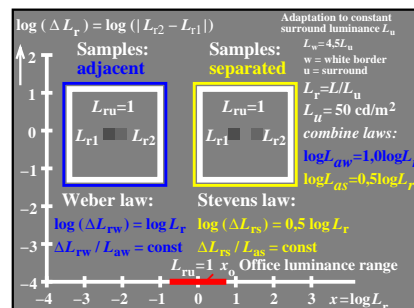 log ( ΔL_r ) = log ( | L_r2 − L_r1 | )
Adaptation to constant
surround luminance L_u
L_w=4,5L_u
w = white border
u = surround
L_r=L/L_u
L_u = 50 cd/m²
combine laws:
logL_aw=1,0logL_r
logL_as=0,5logL_r
Samples:
adjacent
Samples:
separated
L_ru=1
L_r1
L_r2
L_ru=1
L_r1
L_r2
Weber law:
log ( ΔL_rw ) = log L_r
ΔL_rw / L_aw = const
Stevens law:
log ( ΔL_rs ) = 0,5 log L_r
ΔL_rs / L_as = const
L_ru=1 x_o Office luminance range
2
1
0
−1
−2
−3
−4
−4 −3 −2 −1 0 1 2 x=log L_r